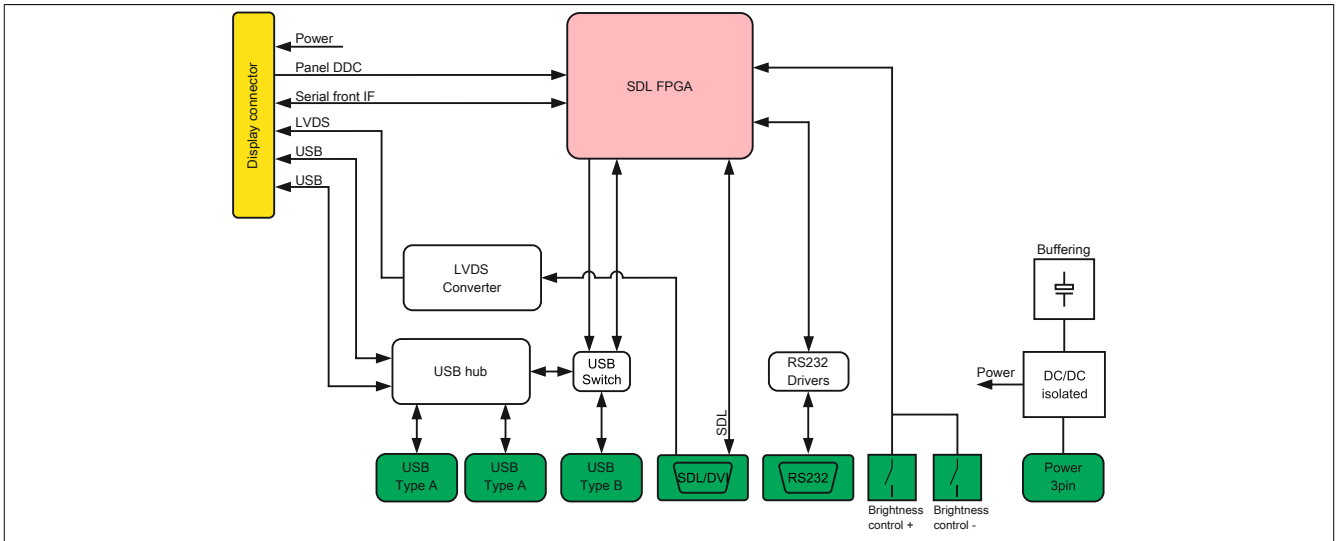 Display connector
Power
Panel DDC
Serial front IF
LVDS
USB
USB
SDL FPGA
LVDS
Converter
Buffering
USB hub
USB
Switch
RS232
Drivers
Power
DC/DC
isolated
SDL
USB
Type A
USB
Type A
USB
Type B
SDL/DVI
RS232
Power
3pin
Brightness
control +
Brightness
control -